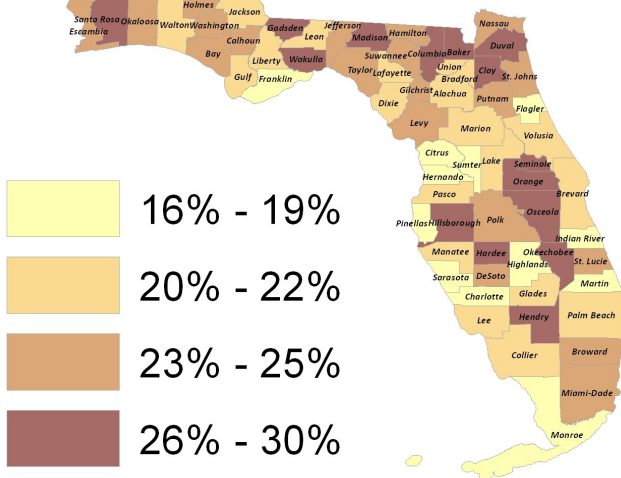 Holmes
Jackson
Santa Rosa
Okaloosa
Walton
Washington
Escambia
Gadsden
Jefferson
Leon
Madison
Hamilton
Nassau
Calhoun
Bay
Liberty
Wakulla
Suwannee
Columbia
Baker
Duval
Gulf
Franklin
Taylor
Lafayette
Union
Bradford
Clay
St. Johns
Gilchrist
Alachua
Putnam
Dixie
Flagler
Levy
Marion
Volusia
Citrus
Sumter
Lake
Seminole
Hernando
Orange
Pasco
Brevard
Osceola
Pinellas
Hillsborough
Polk
Indian River
Manatee
Hardee
Okeechobee
Highlands
St. Lucie
Sarasota
DeSoto
Martin
Charlotte
Glades
Lee
Hendry
Palm Beach
Collier
Broward
Miami-Dade
Monroe
16% - 19%
20% - 22%
23% - 25%
26% - 30%